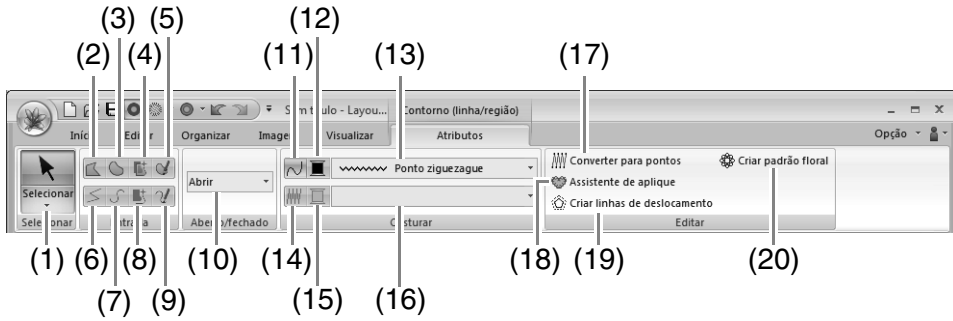 (12)
(3) (5)
(2) (4) (11) (13) (17)
Sem título - Layou... Contorno (linha/região)
Início Editar Organizar Imagem Visualizar Atributos Opção
Selecionar
Abrir
Ponto ziguezague
Converter para pontos Criar padrão floral
Assistente de aplique
Criar linhas de deslocamento
Selecionar Entrada Aberto/fechado Costurar Editar
(1) (6) (8) (10) (14) (16) (18) (19) (20)
(7) (9) (15)